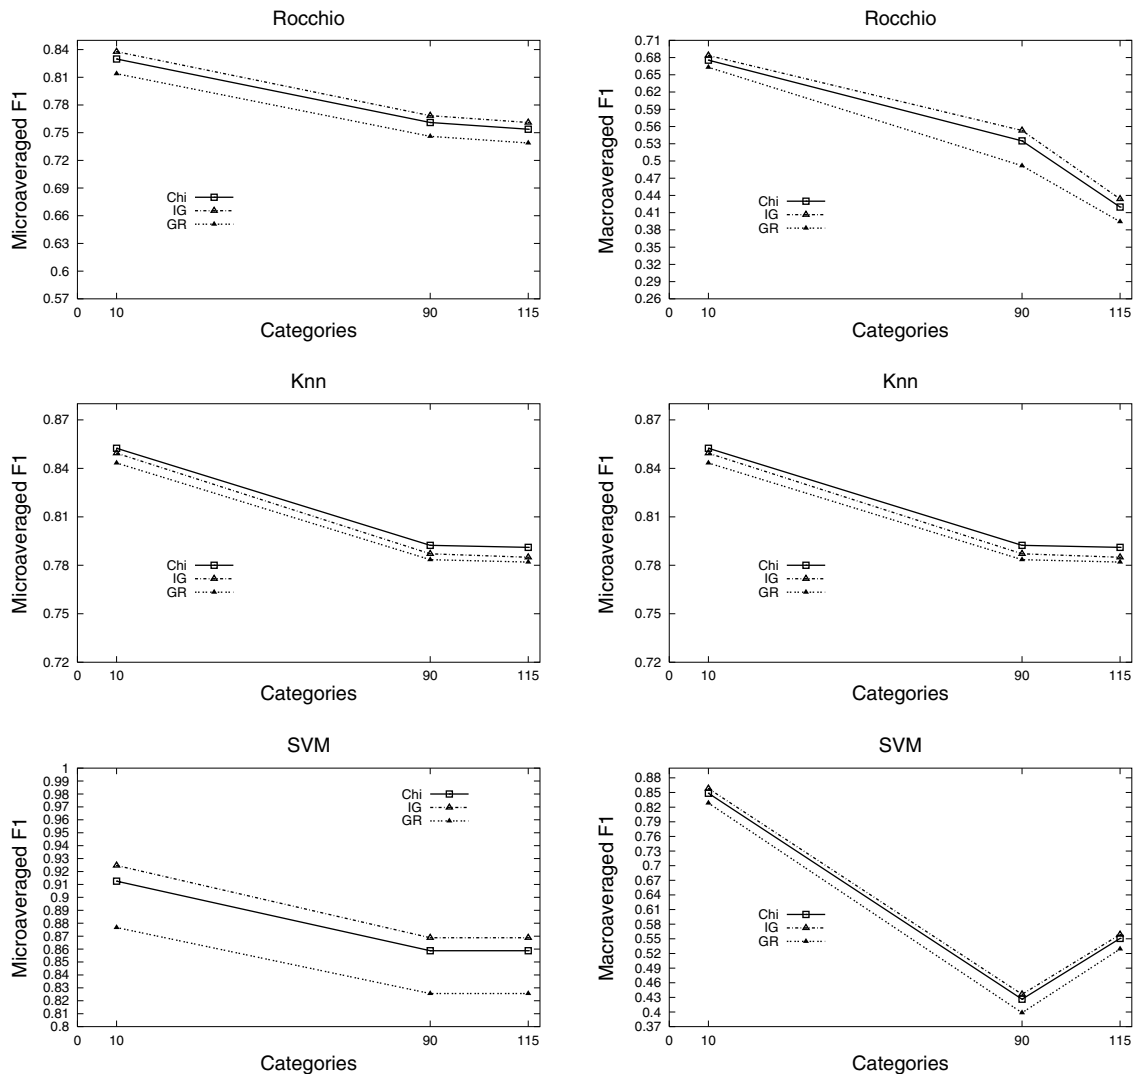 Rocchio
Microaveraged F1
0.84
0.81
0.78
0.75
0.72
0.69
0.66
0.63
0.6
0.57
Chi
IG
GR
0 10 90 115
Categories
Rocchio
Macroaveraged F1
0.71
0.68
0.65
0.62
0.59
0.56
0.53
0.5
0.47
0.44
0.41
0.38
0.35
0.32
0.29
0.26
Chi
IG
GR
0 10 90 115
Categories
Knn
Microaveraged F1
0.87
0.84
0.81
0.78
0.75
0.72
Chi
IG
GR
0 10 90 115
Categories
Knn
Microaveraged F1
0.87
0.84
0.81
0.78
0.75
0.72
Chi
IG
GR
0 10 90 115
Categories
SVM
Microaveraged F1
1
0.99
0.98
0.97
0.96
0.95
0.94
0.93
0.92
0.91
0.9
0.89
0.88
0.87
0.86
0.85
0.84
0.83
0.82
0.81
0.8
Chi
IG
GR
0 10 90 115
Categories
SVM
Macroaveraged F1
0.88
0.85
0.82
0.79
0.76
0.73
0.7
0.67
0.64
0.61
0.58
0.55
0.52
0.49
0.46
0.43
0.4
0.37
Chi
IG
GR
0 10 90 115
Categories